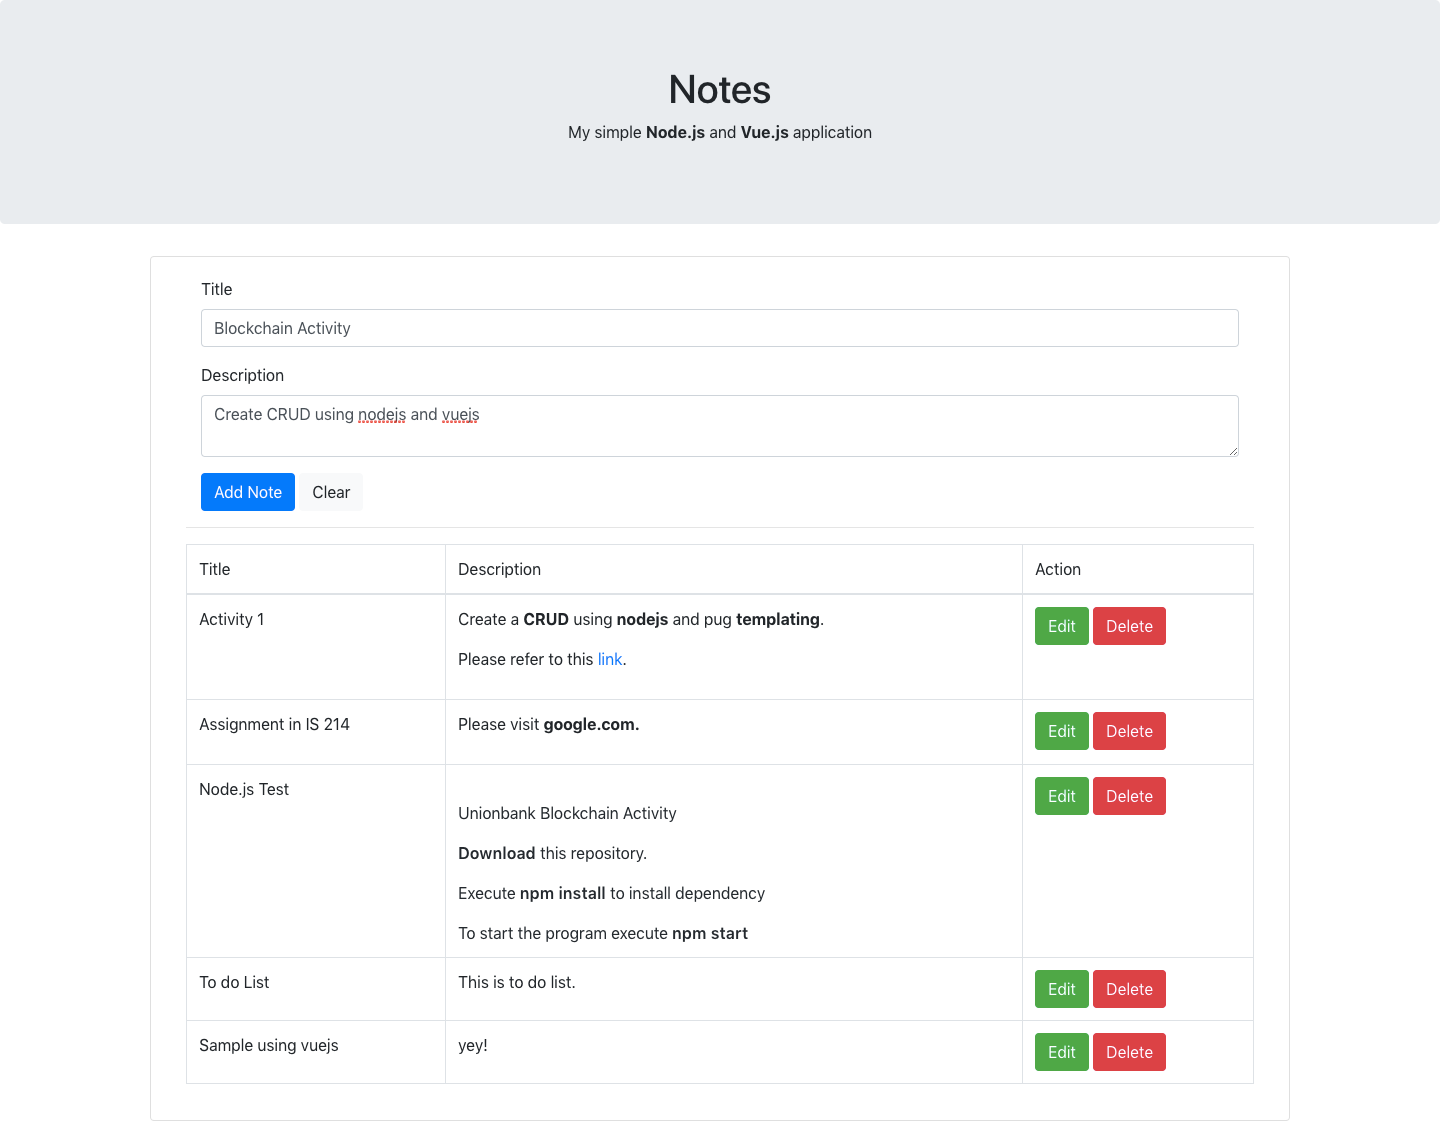 Notes
My simple Node.js and Vue.js application
Title
Blockchain Activity
Description
Create CRUD using nodejs and vuejs
Add Note Clear
Title Description Action
Activity 1 Create a CRUD using nodejs and pug templating. Edit Delete
Please refer to this link.
Assignment in IS 214 Please visit google.com. Edit Delete
Node.js Test Edit Delete
Unionbank Blockchain Activity
Download this repository.
Execute npm install to install dependency
To start the program execute npm start
To do List This is to do list. Edit Delete
Sample using vuejs yey! Edit Delete